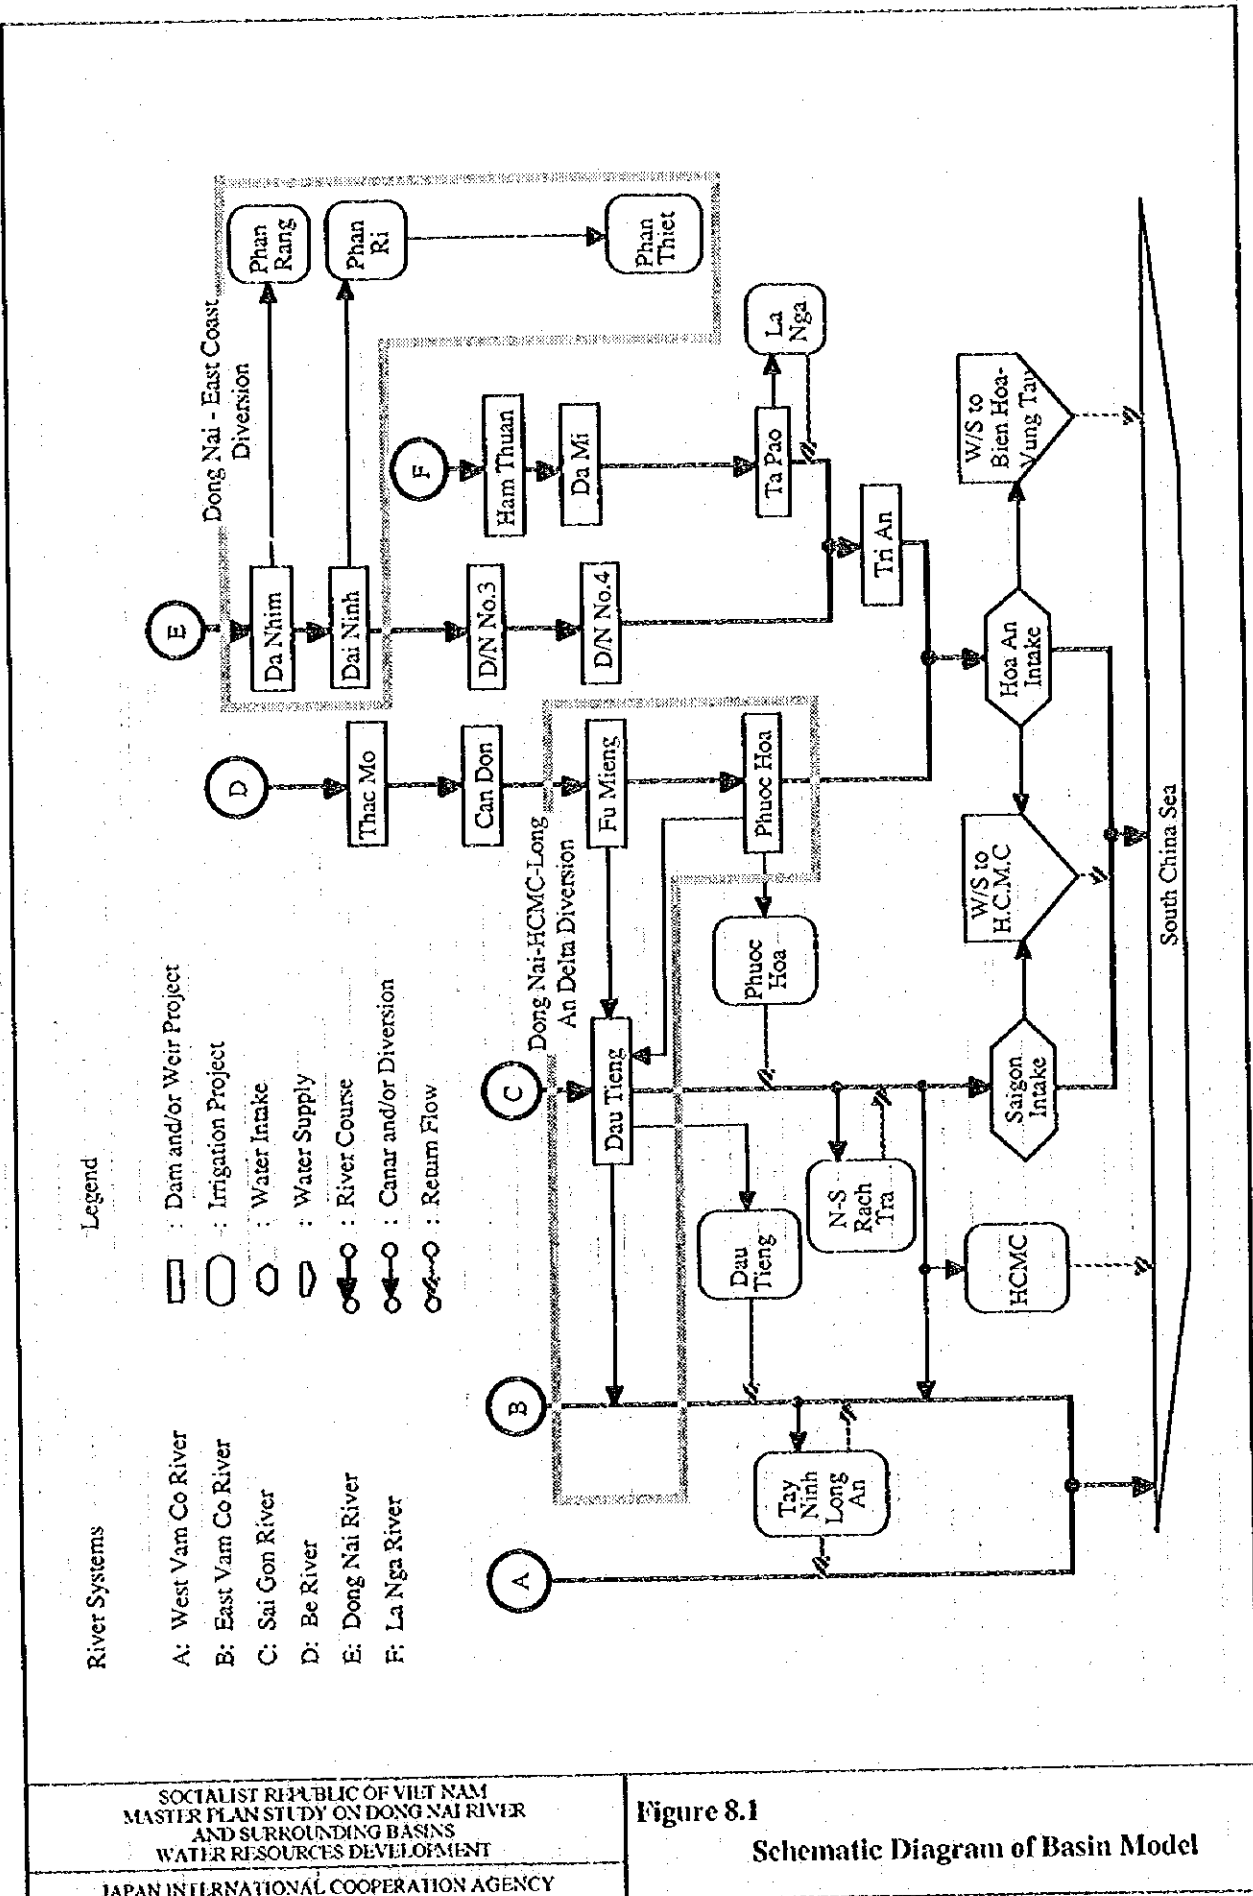 River Systems
A: West Vam Co River
B: East Vam Co River
C: Sai Gon River
D: Be River
E: Dong Nai River
F: La Nga River
Legend
: Dam and/or Weir Project
: Irrigation Project
: Water Intake
: Water Supply
: River Course
: Canar and/or Diversion
: Return Flow
Dong Nai - East Coast
Diversion
E
Da Nhim
Phan
Rang
Dai Ninh
Phan
Ri
Phan
Thiet
F
Ham Thuan
Da Mi
Ta Pao
La
Nga
D/N No.3
D/N No.4
Tri An
D
Thac Mo
Can Don
Fu Mieng
Phuoc Hoa
Dong Nai-HCMC-Long
An Delta Diversion
C
Dau Tieng
Phuoc
Hoa
Dau
Tieng
N-S
Rach
Tra
HCMC
B
A
Tay
Ninh
Long
An
Saigon
Intake
W/S to
H.C.M.C
Hoa An
Intake
W/S to
Bien Hoa-
Vung Tau
South China Sea
SOCIALIST REPUBLIC OF VIET NAM
MASTER PLAN STUDY ON DONG NAI RIVER
AND SURROUNDING BASINS
WATER RESOURCES DEVELOPMENT
JAPAN INTERNATIONAL COOPERATION AGENCY
Figure 8.1
Schematic Diagram of Basin Model